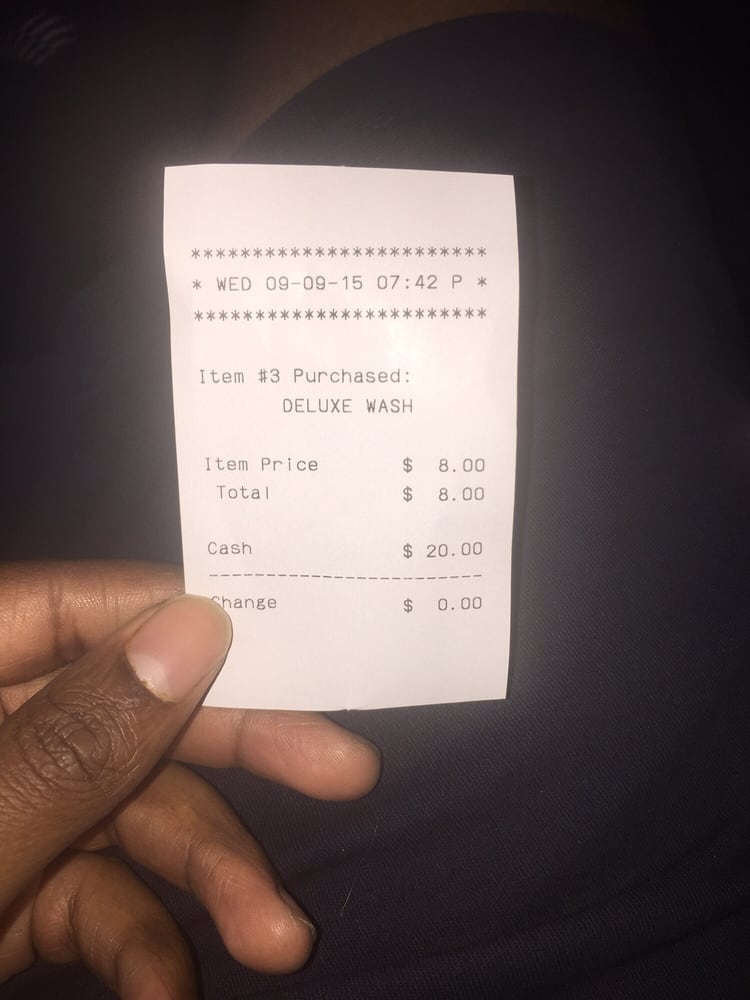 ************************
* WED 09-09-15 07:42 P *
************************
Item #3 Purchased:
DELUXE WASH
Item Price $ 8.00
Total $ 8.00
Cash $ 20.00
----------------------
Change $ 0.00